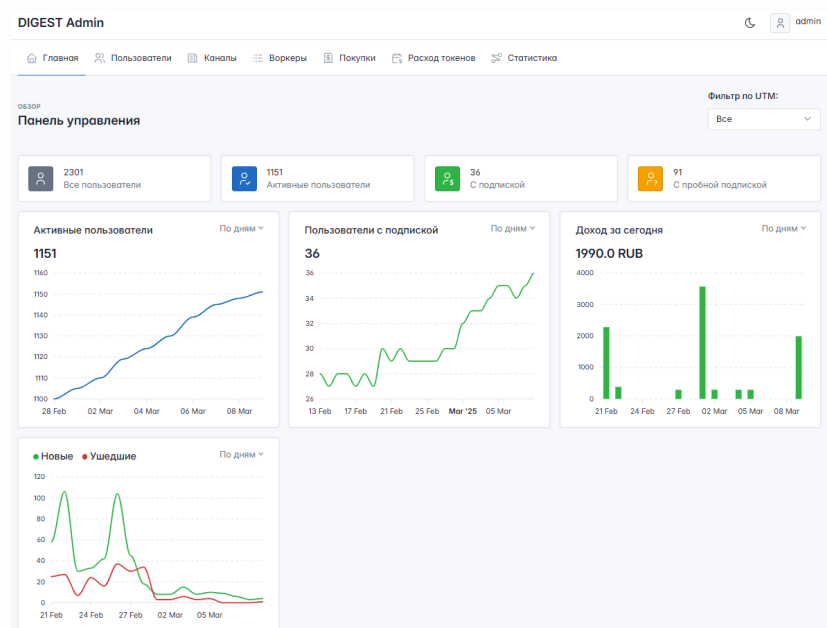 DIGEST Admin
admin
Главная Пользователи Каналы Воркеры Покупки Расход токенов Статистика
ОБЗОР
Панель управления
Фильтр по UTM:
Все
2301
Все пользователи
1151
Активные пользователи
36
С подпиской
91
С пробной подпиской
Активные пользователи По дням
1151
1160
1150
1140
1130
1120
1110
1100
28 Feb 02 Mar 04 Mar 06 Mar 08 Mar
Пользователи с подпиской По дням
36
36
34
32
30
28
26
13 Feb 17 Feb 21 Feb 25 Feb Mar '25 05 Mar
Доход за сегодня По дням
1990.0 RUB
4000
3000
2000
1000
0
21 Feb 24 Feb 27 Feb 02 Mar 05 Mar 08 Mar
Новые Ушедшие По дням
120
100
80
60
40
20
0
21 Feb 24 Feb 27 Feb 02 Mar 05 Mar